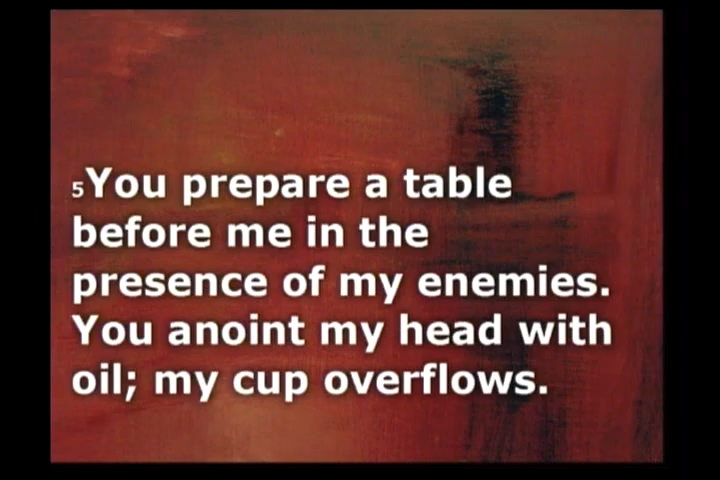 5You prepare a table
before me in the
presence of my enemies.
You anoint my head with
oil; my cup overflows.